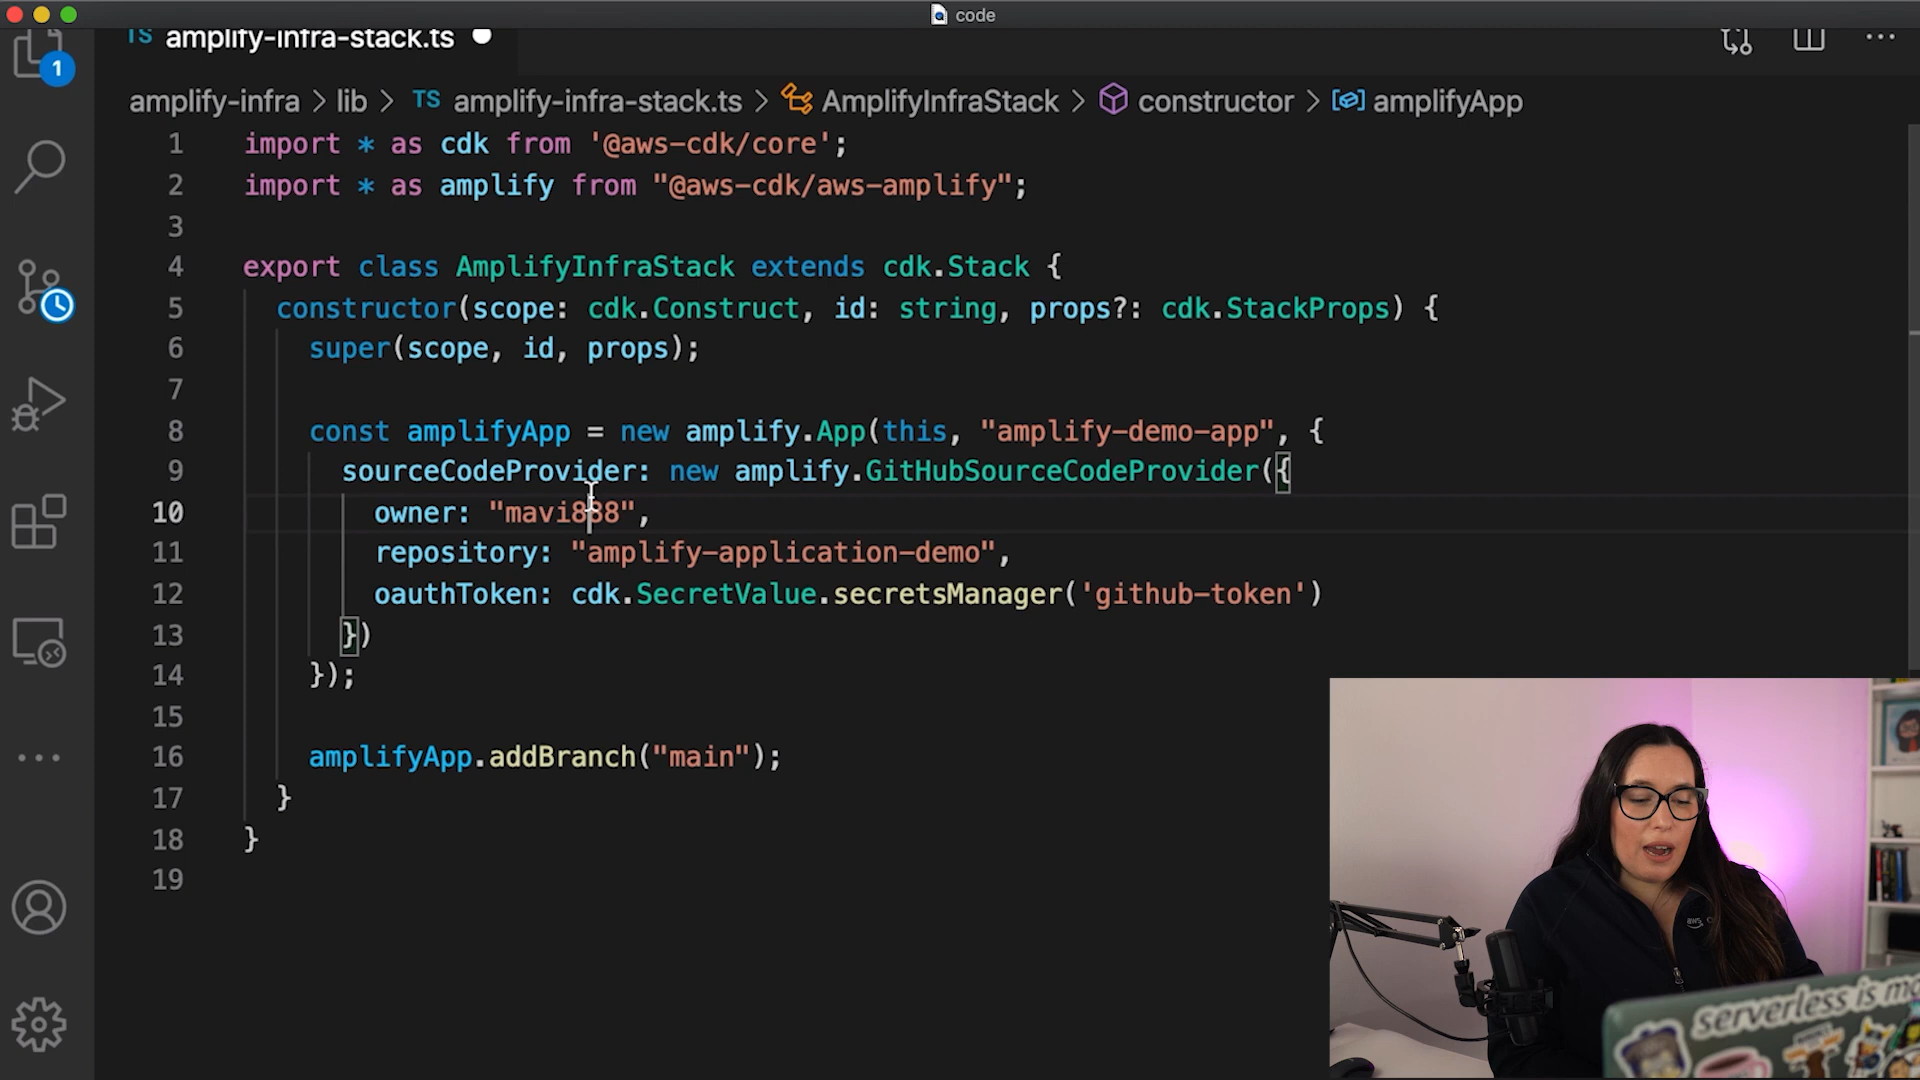 code
TS amplify-infra-stack.ts
1
amplify-infra > lib > TS amplify-infra-stack.ts > AmplifyInfraStack > constructor > amplifyApp
1 import * as cdk from '@aws-cdk/core';
2 import * as amplify from "@aws-cdk/aws-amplify";
3
4 export class AmplifyInfraStack extends cdk.Stack {
5 constructor(scope: cdk.Construct, id: string, props?: cdk.StackProps) {
6 super(scope, id, props);
7
8 const amplifyApp = new amplify.App(this, "amplify-demo-app", {
9 sourceCodeProvider: new amplify.GitHubSourceCodeProvider({
10 owner: "mavi888",
11 repository: "amplify-application-demo",
12 oauthToken: cdk.SecretValue.secretsManager('github-token')
13 })
14 });
15
16 amplifyApp.addBranch("main");
17 }
18 }
19
aws
serverless is